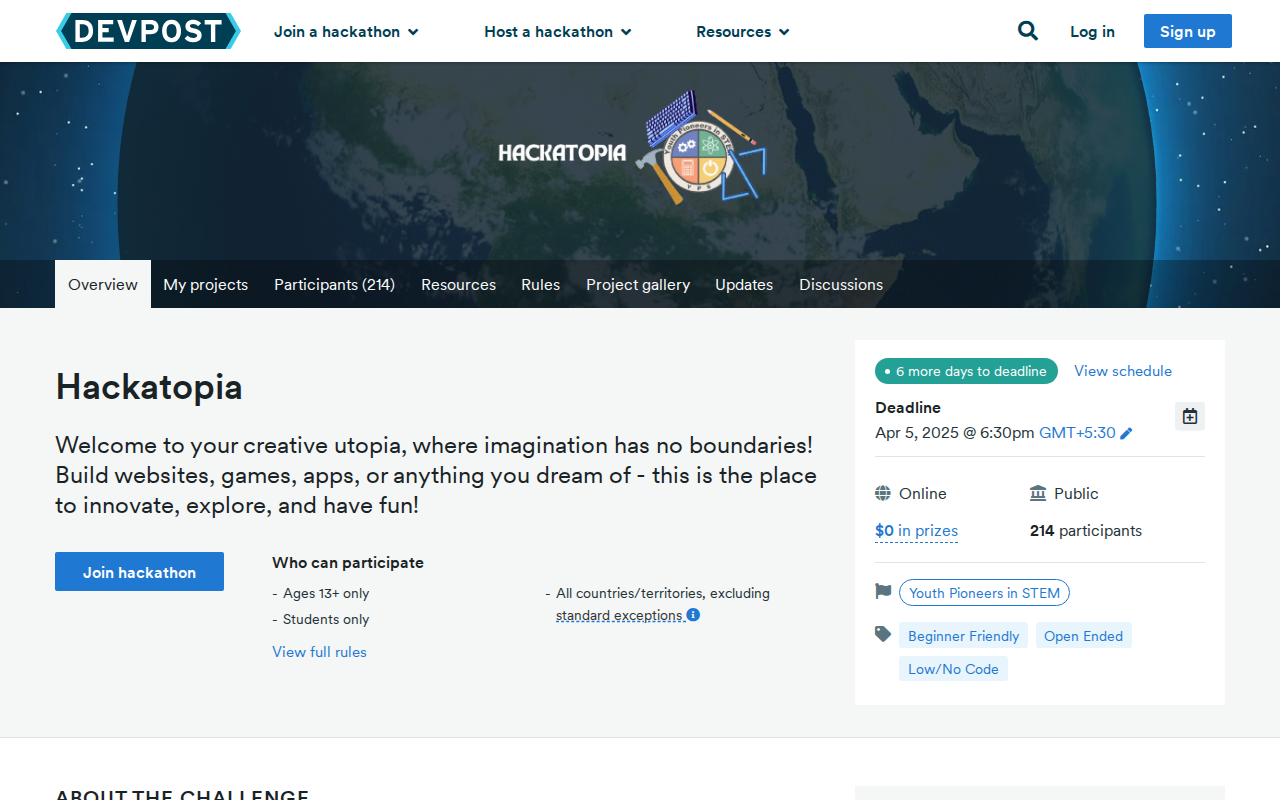 DEVPOST
Join a hackathon
Host a hackathon
Resources
Log in
Sign up
HACKATOPIA
Youth Pioneers in STEM
Y P S
Overview
My projects
Participants (214)
Resources
Rules
Project gallery
Updates
Discussions
Hackatopia
Welcome to your creative utopia, where imagination has no boundaries!
Build websites, games, apps, or anything you dream of - this is the place
to innovate, explore, and have fun!
Join hackathon
Who can participate
- Ages 13+ only
- Students only
- All countries/territories, excluding
standard exceptions
View full rules
6 more days to deadline
View schedule
Deadline
Apr 5, 2025 @ 6:30pm GMT+5:30
Online
Public
$0 in prizes
214 participants
Youth Pioneers in STEM
Beginner Friendly
Open Ended
Low/No Code
ABOUT THE CHALLENGE